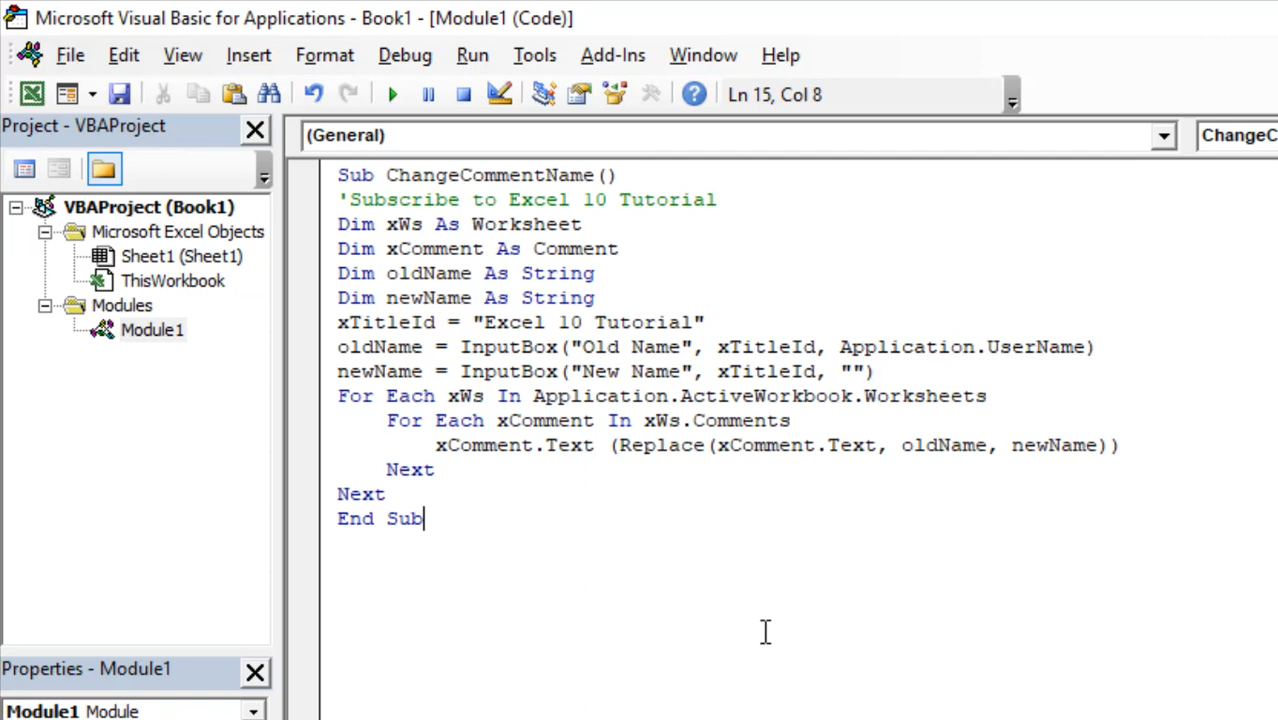 Microsoft Visual Basic for Applications - Book1 - [Module1 (Code)]
File Edit View Insert Format Debug Run Tools Add-Ins Window Help
Ln 15, Col 8
Project - VBAProject
(General)
ChangeC
VBAProject (Book1)
Microsoft Excel Objects
Sheet1 (Sheet1)
ThisWorkbook
Modules
Module1
Sub ChangeCommentName()
'Subscribe to Excel 10 Tutorial
Dim xWs As Worksheet
Dim xComment As Comment
Dim oldName As String
Dim newName As String
xTitleId = "Excel 10 Tutorial"
oldName = InputBox("Old Name", xTitleId, Application.UserName)
newName = InputBox("New Name", xTitleId, "")
For Each xWs In Application.ActiveWorkbook.Worksheets
    For Each xComment In xWs.Comments
        xComment.Text (Replace(xComment.Text, oldName, newName))
    Next
Next
End Sub
Properties - Module1
Module1 Module